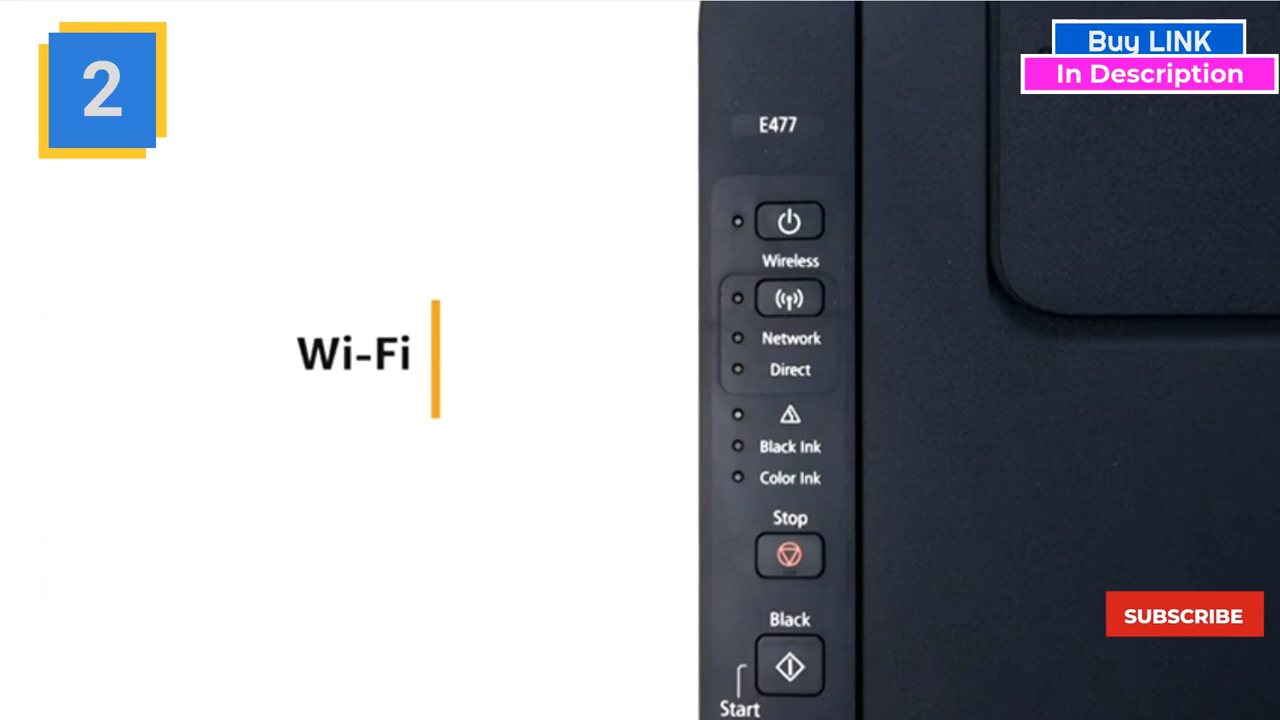 2
Buy LINK
In Description
E477
Wireless
Wi-Fi
Network
Direct
Black Ink
Color Ink
Stop
SUBSCRIBE
Black
Start